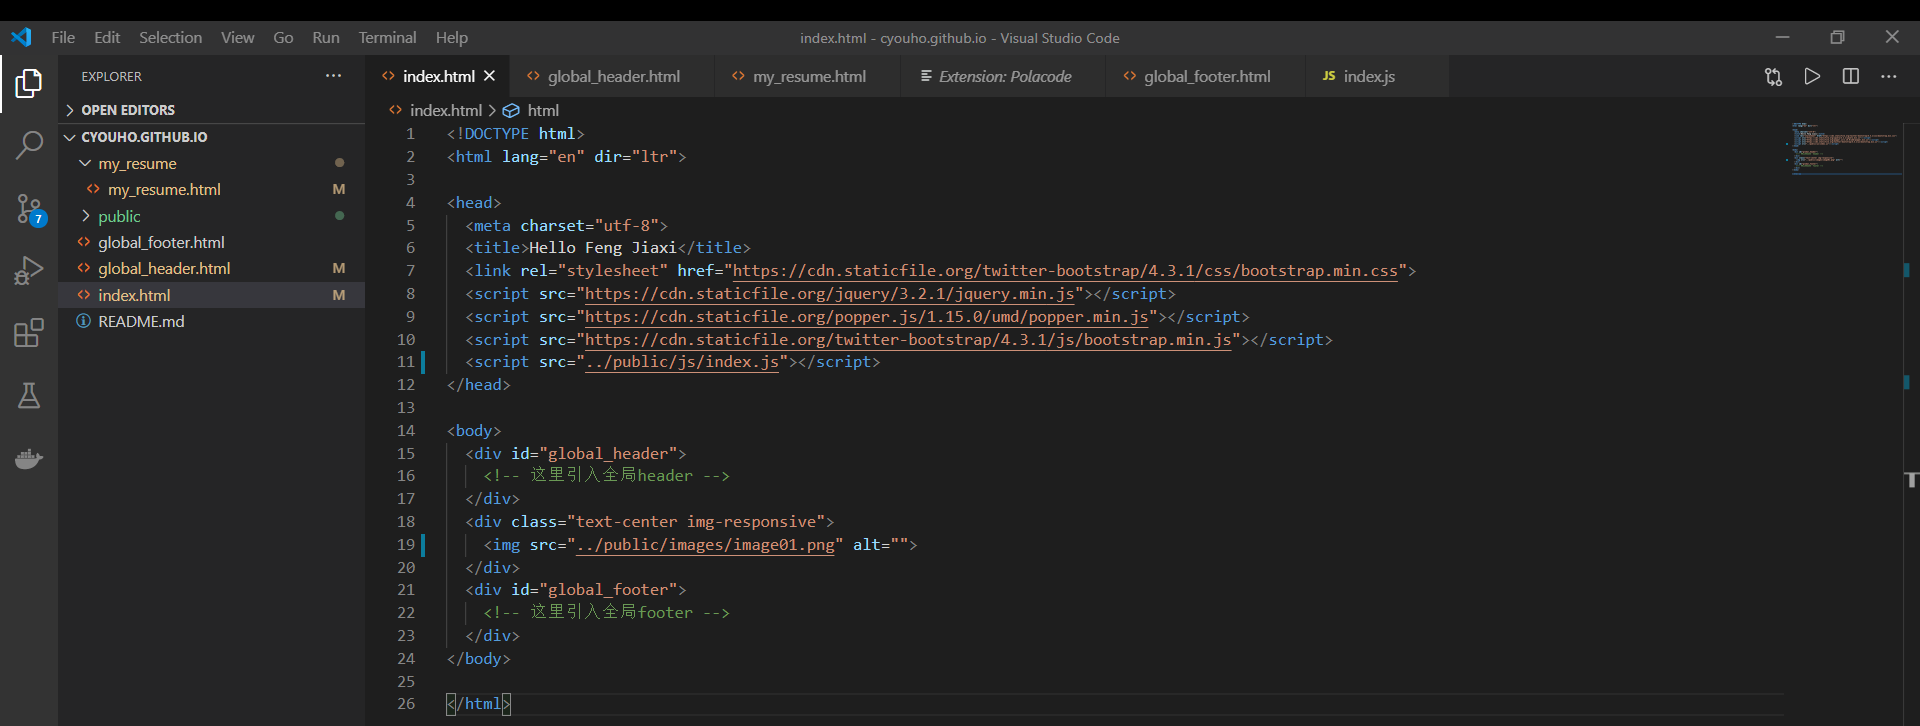 File Edit Selection View Go Run Terminal Help
index.html - cyouho.github.io - Visual Studio Code
EXPLORER
OPEN EDITORS
CYOUHO.GITHUB.IO
my_resume
my_resume.html M
public
global_footer.html
global_header.html M
index.html M
README.md
7
index.html global_header.html my_resume.html Extension: Polacode global_footer.html JS index.js
index.html > html
1 <!DOCTYPE html>
2 <html lang="en" dir="ltr">
3
4 <head>
5 <meta charset="utf-8">
6 <title>Hello Feng Jiaxi</title>
7 <link rel="stylesheet" href="https://cdn.staticfile.org/twitter-bootstrap/4.3.1/css/bootstrap.min.css">
8 <script src="https://cdn.staticfile.org/jquery/3.2.1/jquery.min.js"></script>
9 <script src="https://cdn.staticfile.org/popper.js/1.15.0/umd/popper.min.js"></script>
10 <script src="https://cdn.staticfile.org/twitter-bootstrap/4.3.1/js/bootstrap.min.js"></script>
11 <script src="../public/js/index.js"></script>
12 </head>
13
14 <body>
15 <div id="global_header">
16 <!-- 这里引入全局header -->
17 </div>
18 <div class="text-center img-responsive">
19 <img src="../public/images/image01.png" alt="">
20 </div>
21 <div id="global_footer">
22 <!-- 这里引入全局footer -->
23 </div>
24 </body>
25
26 </html>